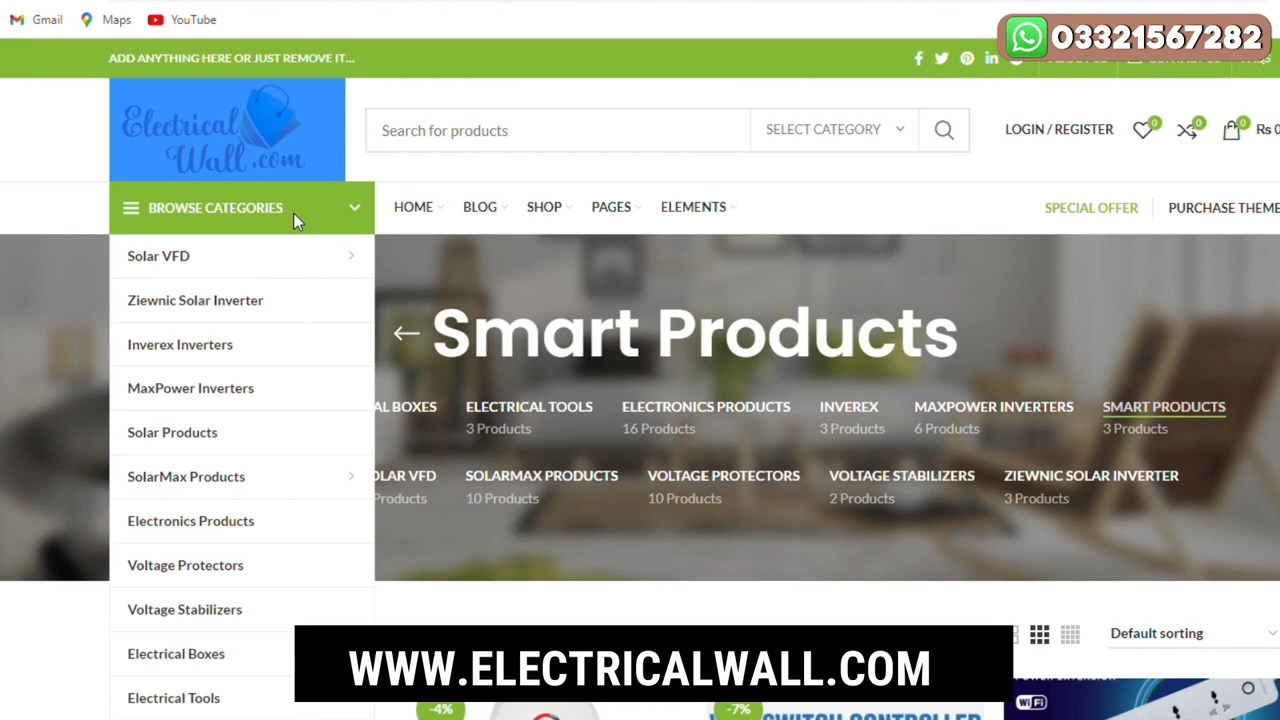 Gmail Maps YouTube
03321567282
ADD ANYTHING HERE OR JUST REMOVE IT...
Electrical
Wall.com
Search for products
SELECT CATEGORY
LOGIN / REGISTER
0
0
0
Rs 0
BROWSE CATEGORIES
HOME BLOG SHOP PAGES ELEMENTS
SPECIAL OFFER
PURCHASE THEME
Solar VFD
Ziewnic Solar Inverter
Inverex Inverters
MaxPower Inverters
Solar Products
SolarMax Products
Electronics Products
Voltage Protectors
Voltage Stabilizers
Electrical Boxes
Electrical Tools
Smart Products
AL BOXES ELECTRICAL TOOLS ELECTRONICS PRODUCTS INVEREX MAXPOWER INVERTERS SMART PRODUCTS
3 Products 16 Products 3 Products 6 Products 3 Products
OLAR VFD SOLARMAX PRODUCTS VOLTAGE PROTECTORS VOLTAGE STABILIZERS ZIEWNIC SOLAR INVERTER
Products 10 Products 10 Products 2 Products 3 Products
Default sorting
WWW.ELECTRICALWALL.COM
-4%
-7%
SWITCH CONTROLLER
WiFi